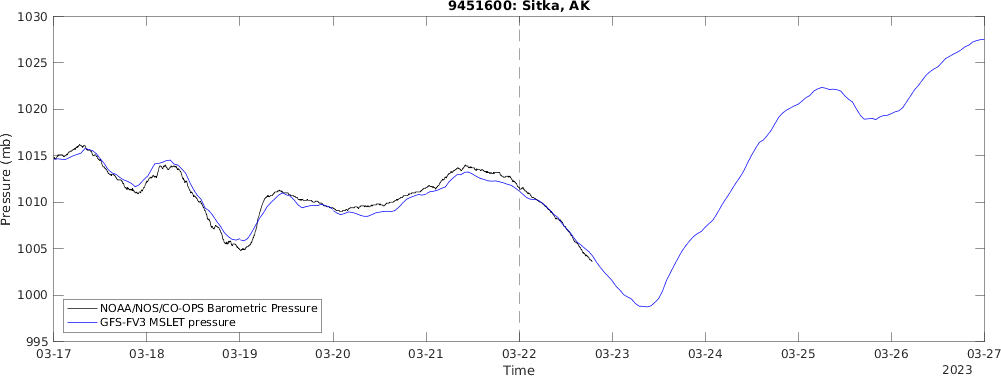 9451600: Sitka, AK
1030
1025
1020
1015
1010
1005
1000
995
Pressure (mb)
NOAA/NOS/CO-OPS Barometric Pressure
GFS-FV3 MSLET pressure
03-17 03-18 03-19 03-20 03-21 03-22 03-23 03-24 03-25 03-26 03-27
Time
2023